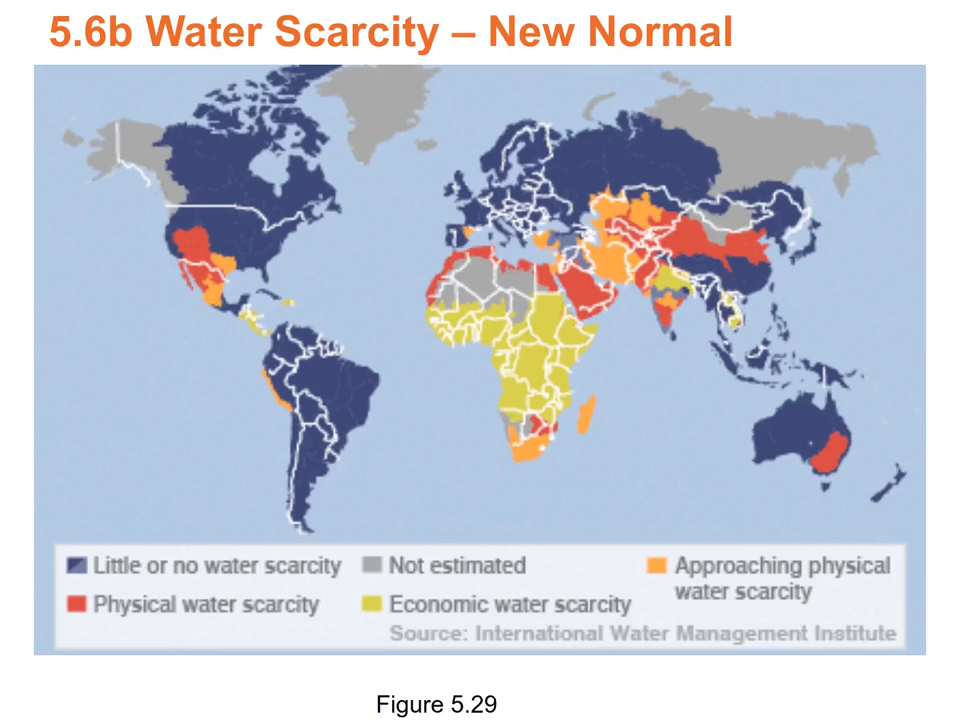 5.6b Water Scarcity – New Normal
Little or no water scarcity
Not estimated
Approaching physical
water scarcity
Physical water scarcity
Economic water scarcity
Source: International Water Management Institute
Figure 5.29